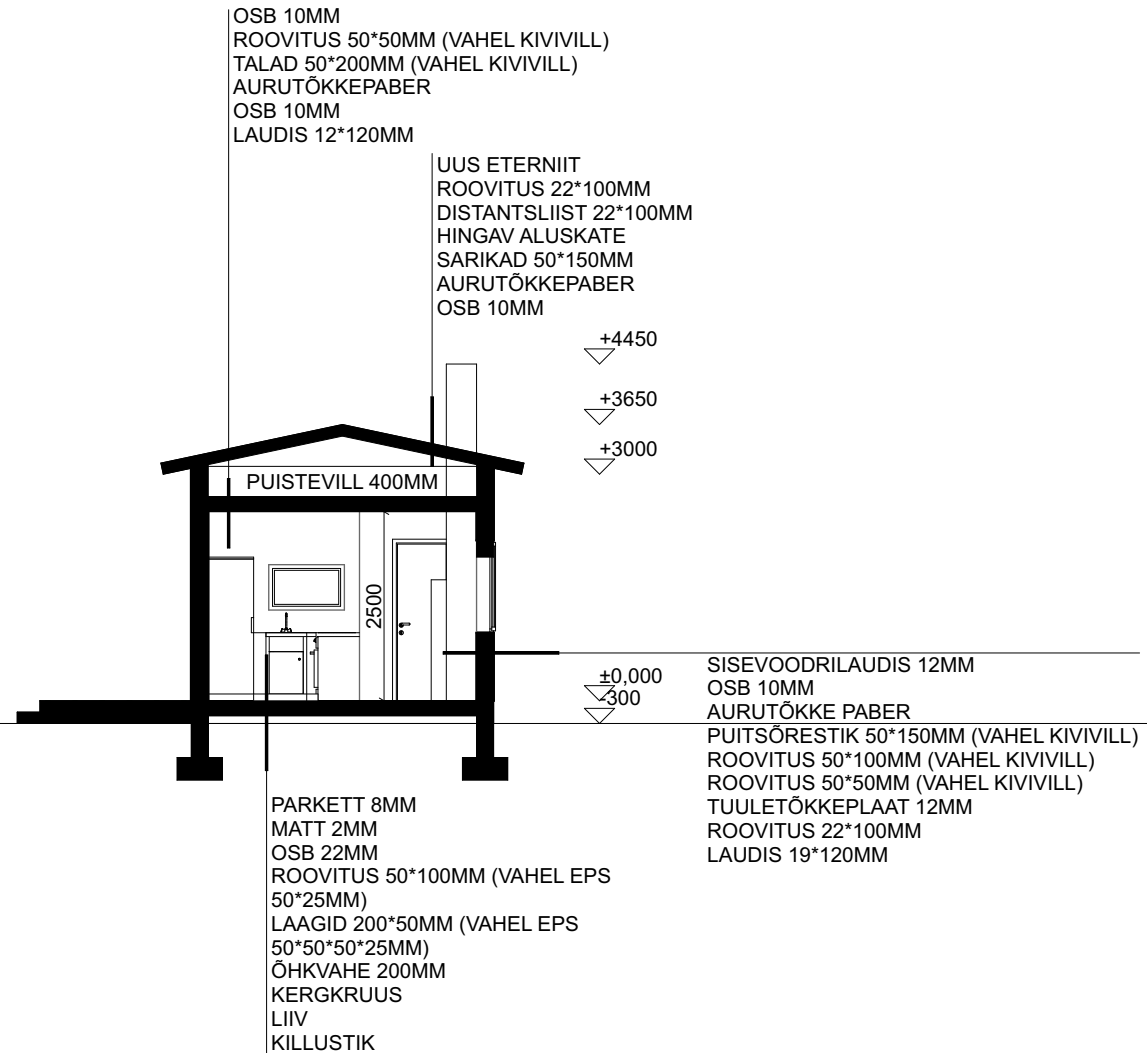 OSB 10MM
ROOVITUS 50*50MM (VAHEL KIVIVILL)
TALAD 50*200MM (VAHEL KIVIVILL)
AURUTÕKKEPABER
OSB 10MM
LAUDIS 12*120MM
UUS ETERNIIT
ROOVITUS 22*100MM
DISTANTSLIIST 22*100MM
HINGAV ALUSKATE
SARIKAD 50*150MM
AURUTÕKKEPABER
OSB 10MM
+4450
+3650
+3000
PUISTEVILL 400MM
2500
±0,000
-300
SISEVOODRILAUDIS 12MM
OSB 10MM
AURUTÕKKE PABER
PUITSÕRESTIK 50*150MM (VAHEL KIVIVILL)
ROOVITUS 50*100MM (VAHEL KIVIVILL)
ROOVITUS 50*50MM (VAHEL KIVIVILL)
TUULETÕKKEPLAAT 12MM
ROOVITUS 22*100MM
LAUDIS 19*120MM
PARKETT 8MM
MATT 2MM
OSB 22MM
ROOVITUS 50*100MM (VAHEL EPS
50*25MM)
LAAGID 200*50MM (VAHEL EPS
50*50*50*25MM)
ÕHKVAHE 200MM
KERGKRUUS
LIIV
KILLUSTIK